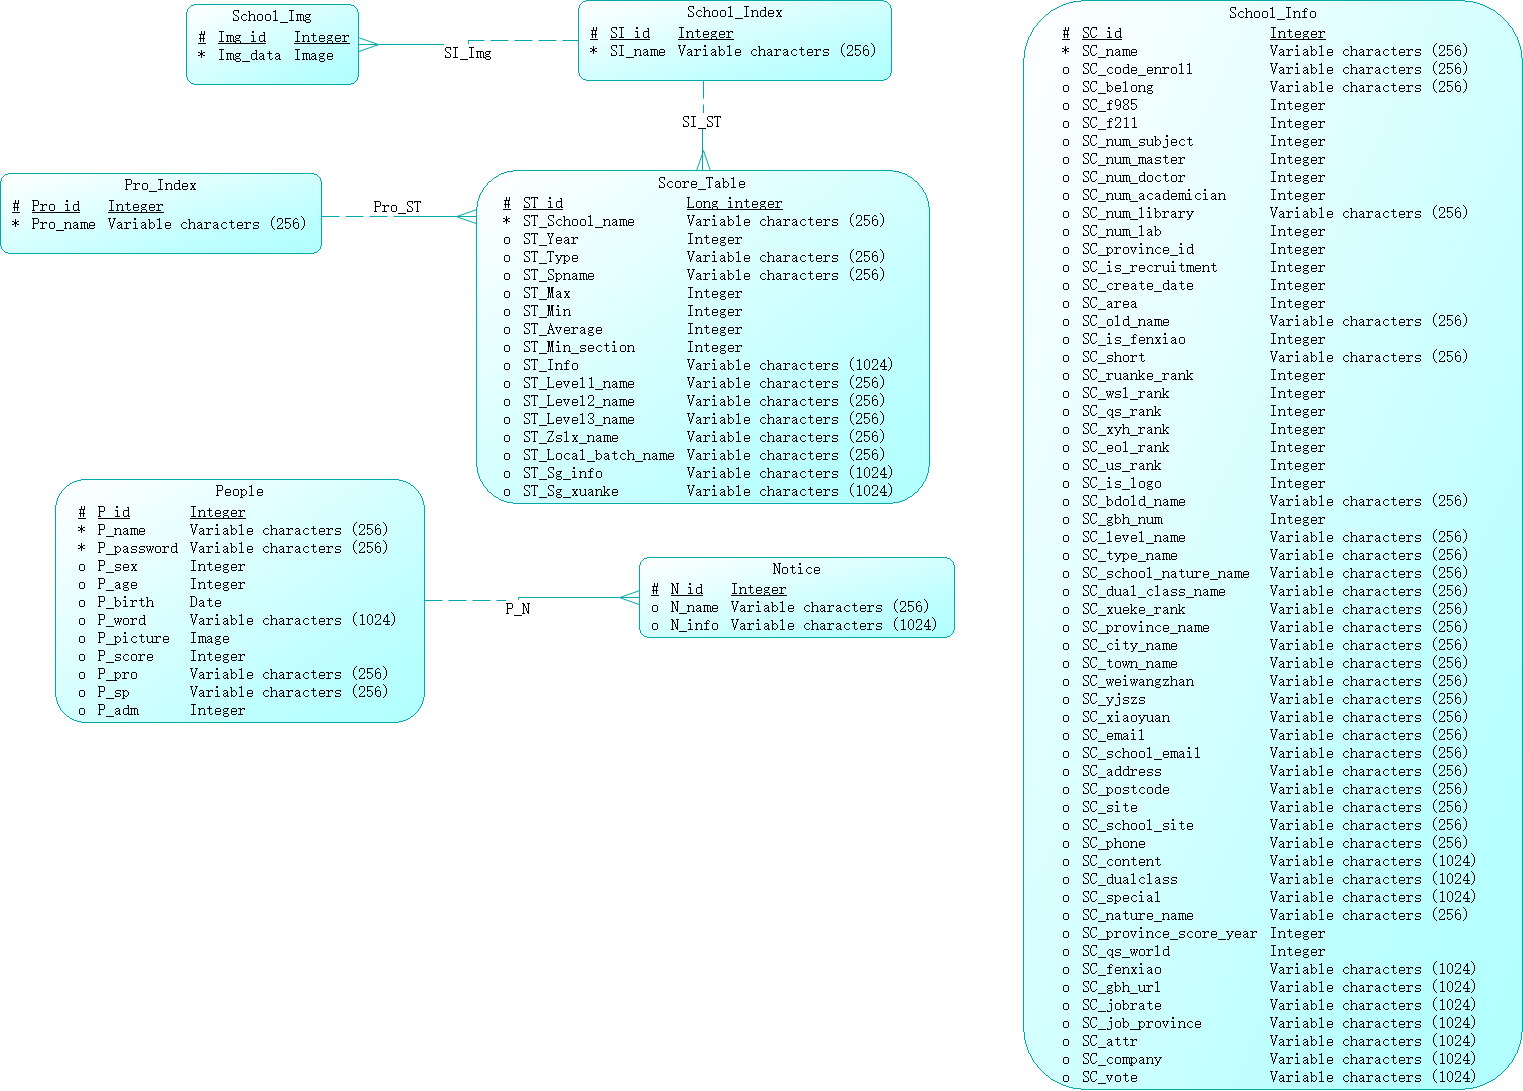 School_Img
# Img_id Integer
* Img_data Image
SI_Img
School_Index
# SI_id Integer
* SI_name Variable characters (256)
SI_ST
Pro_Index
# Pro_id Integer
* Pro_name Variable characters (256)
Pro_ST
Score_Table
# ST_id Long integer
* ST_School_name Variable characters (256)
o ST_Year Integer
o ST_Type Variable characters (256)
o ST_Spname Variable characters (256)
o ST_Max Integer
o ST_Min Integer
o ST_Average Integer
o ST_Min_section Integer
o ST_Info Variable characters (1024)
o ST_Level1_name Variable characters (256)
o ST_Level2_name Variable characters (256)
o ST_Level3_name Variable characters (256)
o ST_Zslx_name Variable characters (256)
o ST_Local_batch_name Variable characters (256)
o ST_Sg_info Variable characters (1024)
o ST_Sg_xuanke Variable characters (1024)
People
# P_id Integer
* P_name Variable characters (256)
* P_password Variable characters (256)
o P_sex Integer
o P_age Integer
o P_birth Date
o P_word Variable characters (1024)
o P_picture Image
o P_score Integer
o P_pro Variable characters (256)
o P_sp Variable characters (256)
o P_adm Integer
P_N
Notice
# N_id Integer
o N_name Variable characters (256)
o N_info Variable characters (1024)
School_Info
# SC_id Integer
* SC_name Variable characters (256)
o SC_code_enroll Variable characters (256)
o SC_belong Variable characters (256)
o SC_f985 Integer
o SC_f211 Integer
o SC_num_subject Integer
o SC_num_master Integer
o SC_num_doctor Integer
o SC_num_academician Integer
o SC_num_library Variable characters (256)
o SC_num_lab Integer
o SC_province_id Integer
o SC_is_recruitment Integer
o SC_create_date Integer
o SC_area Integer
o SC_old_name Variable characters (256)
o SC_is_fenxiao Integer
o SC_short Variable characters (256)
o SC_ruanke_rank Integer
o SC_wsl_rank Integer
o SC_qs_rank Integer
o SC_xyh_rank Integer
o SC_eol_rank Integer
o SC_us_rank Integer
o SC_is_logo Integer
o SC_bdold_name Variable characters (256)
o SC_gbh_num Integer
o SC_level_name Variable characters (256)
o SC_type_name Variable characters (256)
o SC_school_nature_name Variable characters (256)
o SC_dual_class_name Variable characters (256)
o SC_xueke_rank Variable characters (256)
o SC_province_name Variable characters (256)
o SC_city_name Variable characters (256)
o SC_town_name Variable characters (256)
o SC_weiwangzhan Variable characters (256)
o SC_yjszs Variable characters (256)
o SC_xiaoyuan Variable characters (256)
o SC_email Variable characters (256)
o SC_school_email Variable characters (256)
o SC_address Variable characters (256)
o SC_postcode Variable characters (256)
o SC_site Variable characters (256)
o SC_school_site Variable characters (256)
o SC_phone Variable characters (256)
o SC_content Variable characters (1024)
o SC_dualclass Variable characters (1024)
o SC_special Variable characters (1024)
o SC_nature_name Variable characters (256)
o SC_province_score_year Integer
o SC_qs_world Integer
o SC_fenxiao Variable characters (1024)
o SC_gbh_url Variable characters (1024)
o SC_jobrate Variable characters (1024)
o SC_job_province Variable characters (1024)
o SC_attr Variable characters (1024)
o SC_company Variable characters (1024)
o SC_vote Variable characters (1024)